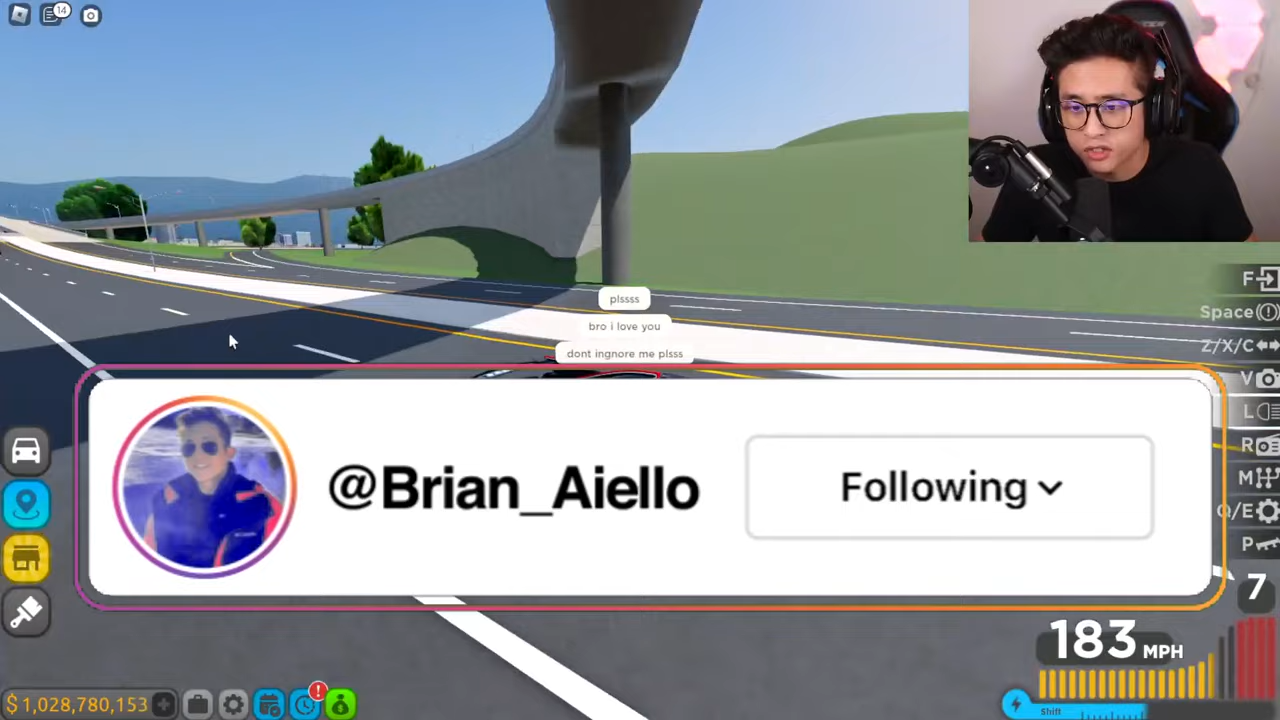 14
F
Space
plssss
bro i love you
Z/X/C
dont ingnore me plsss
V
L
R
@Brian_Aiello
Following
M
Q/E
P
7
183 MPH
$1,028,780,153
!
Shift